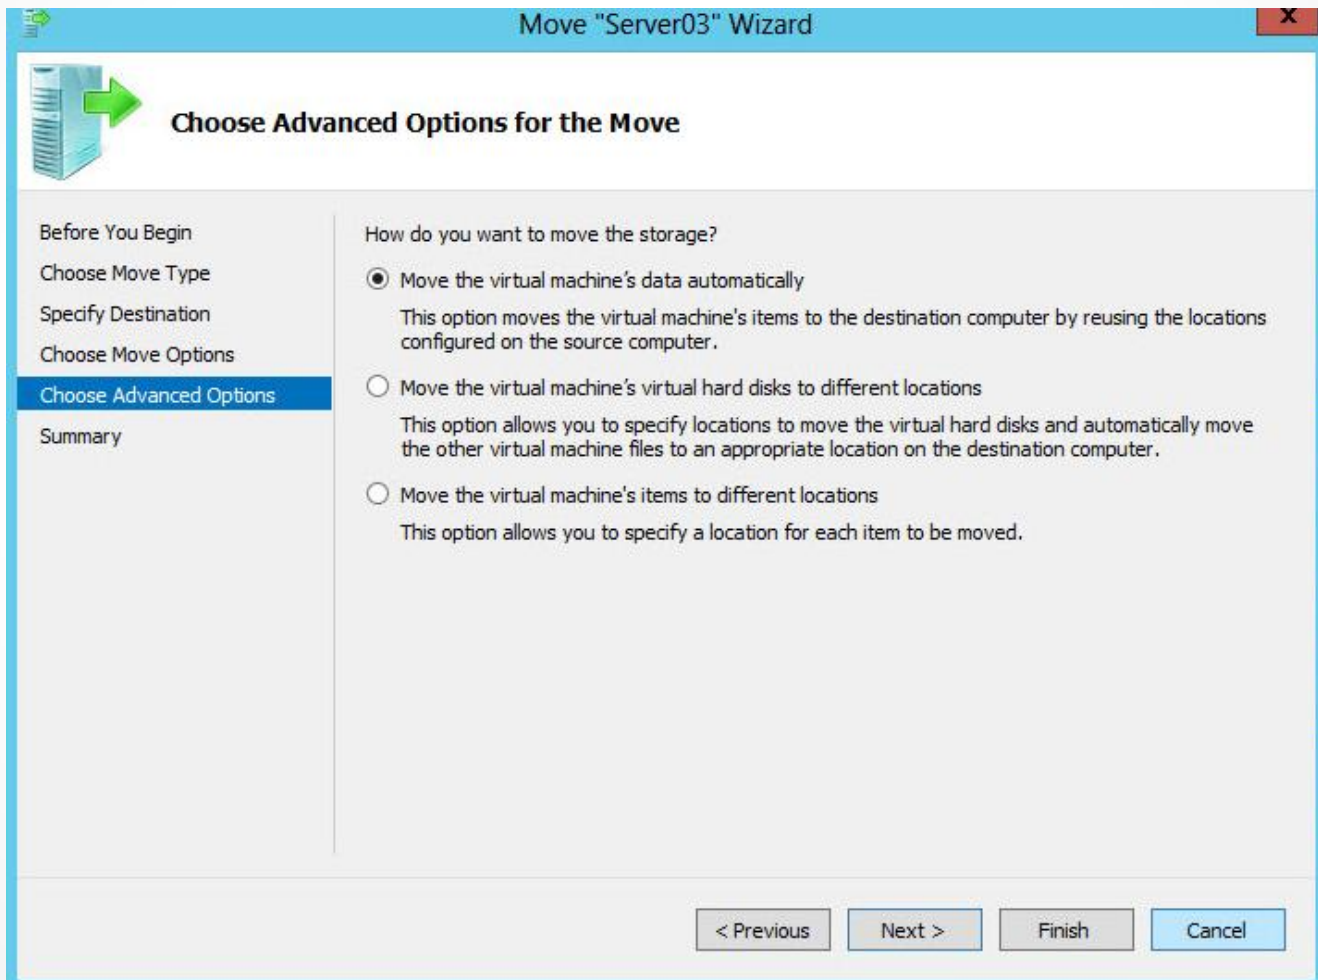 Move "Server03" Wizard
x
Choose Advanced Options for the Move
Before You Begin
Choose Move Type
Specify Destination
Choose Move Options
Choose Advanced Options
Summary
How do you want to move the storage?
Move the virtual machine's data automatically
This option moves the virtual machine's items to the destination computer by reusing the locations
configured on the source computer.
Move the virtual machine's virtual hard disks to different locations
This option allows you to specify locations to move the virtual hard disks and automatically move
the other virtual machine files to an appropriate location on the destination computer.
Move the virtual machine's items to different locations
This option allows you to specify a location for each item to be moved.
< Previous
Next >
Finish
Cancel